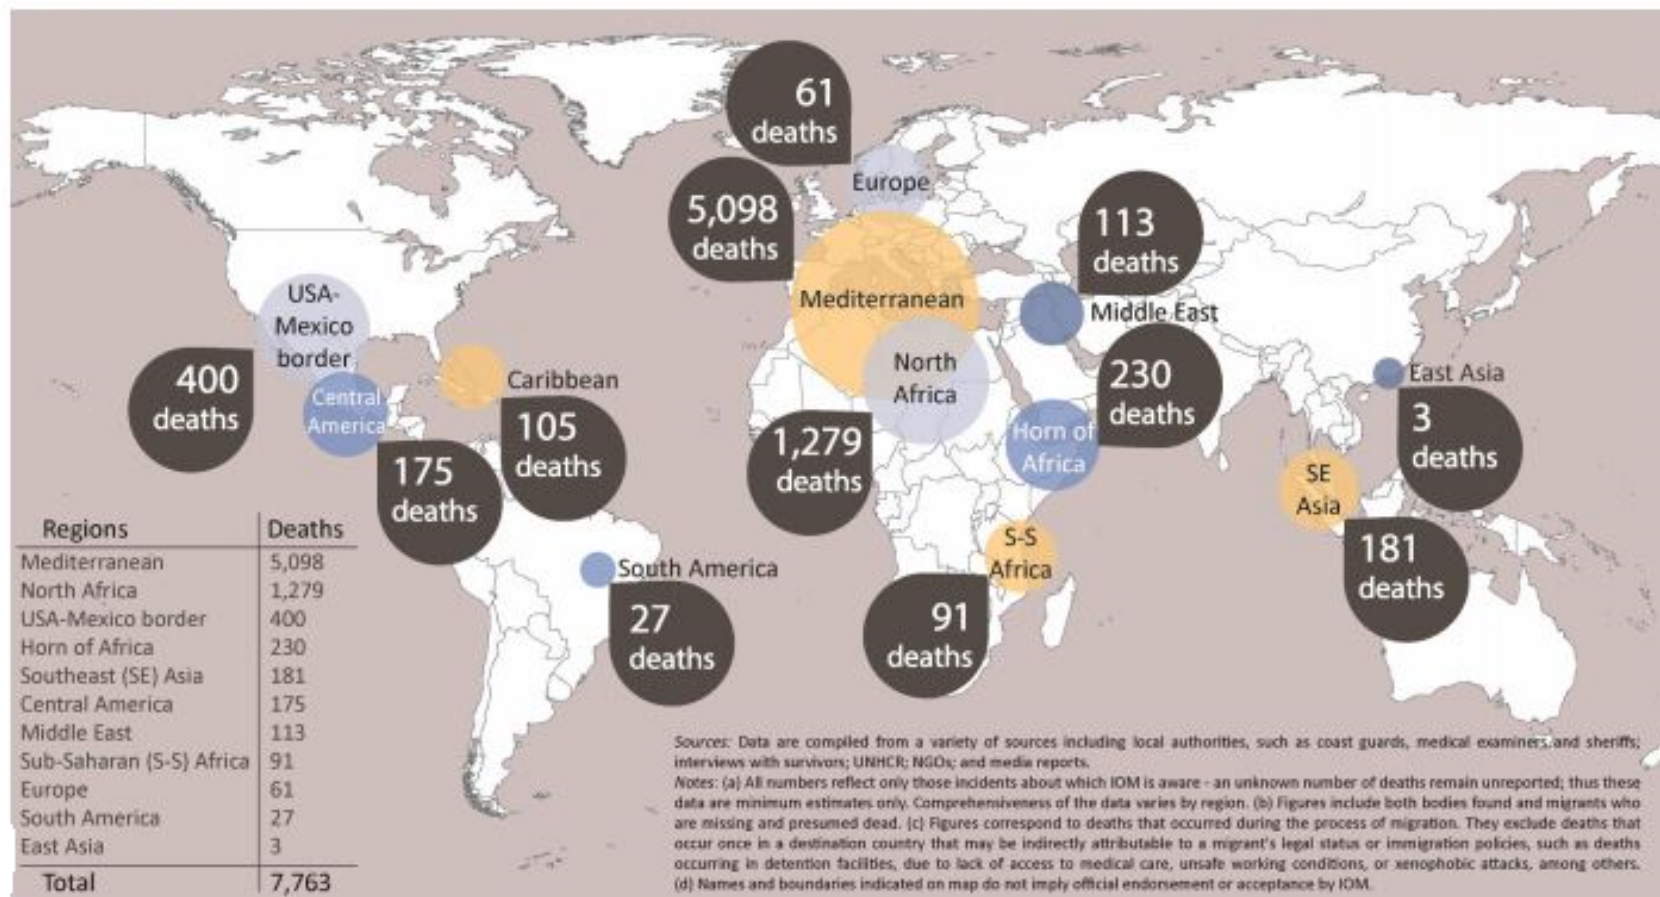 61
deaths
Europe
5,098
deaths
113
deaths
USA-
Mexico
border
Mediterranean
Middle East
North
Africa
400
deaths
Central
America
Caribbean
105
deaths
230
deaths
East Asia
3
deaths
175
deaths
1,279
deaths
Horn of
Africa
SE
Asia
181
deaths
S-S
Africa
South America
27
deaths
91
deaths
Regions Deaths
Mediterranean 5,098
North Africa 1,279
USA-Mexico border 400
Horn of Africa 230
Southeast (SE) Asia 181
Central America 175
Middle East 113
Sub-Saharan (S-S) Africa 91
Europe 61
South America 27
East Asia 3
Total 7,763
Sources: Data are compiled from a variety of sources including local authorities, such as coast guards, medical examiners and sheriffs;
interviews with survivors; UNHCR; NGOs; and media reports.
Notes: (a) All numbers reflect only those incidents about which IOM is aware - an unknown number of deaths remain unreported; thus these
data are minimum estimates only. Comprehensiveness of the data varies by region. (b) Figures include both bodies found and migrants who
are missing and presumed dead. (c) Figures correspond to deaths that occurred during the process of migration. They exclude deaths that
occur once in a destination country that may be indirectly attributable to a migrant's legal status or immigration policies, such as deaths
occurring in detention facilities, due to lack of access to medical care, unsafe working conditions, or xenophobic attacks, among others.
(d) Names and boundaries indicated on map do not imply official endorsement or acceptance by IOM.